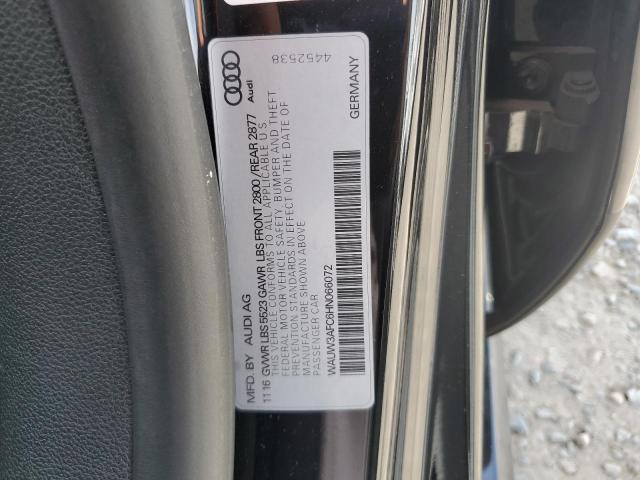 MFD. BY AUDI AG
11 16 GVWR LBS 5523 GAWR LBS FRONT 2800 / REAR 2877
THIS VEHICLE CONFORMS TO ALL APPLICABLE U S
FEDERAL MOTOR VEHICLE SAFETY, BUMPER AND THEFT
PREVENTION STANDARDS IN EFFECT ON THE DATE OF
MANUFACTURE SHOWN ABOVE
PASSENGER CAR
WAUW3AFC6HN066072
GERMANY
Audi
4452538